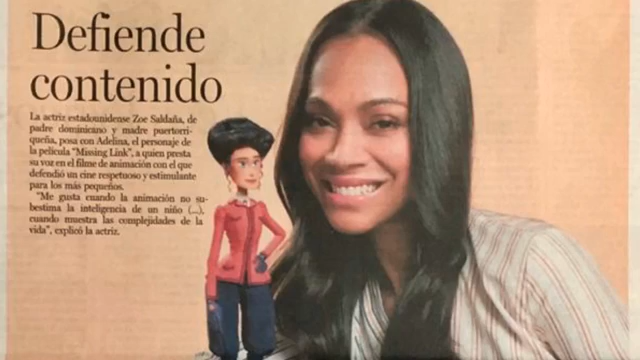 Defiende
contenido
La actriz estadounidense Zoe Saldaña, de
padre dominicano y madre puertorri-
queña, posa con Adelina, el personaje de
la película "Missing Link", a quien presta
su voz en el filme de animación con el que
defendió un cine respetuoso y estimulante
para los más pequeños.
"Me gusta cuando la animación no su-
bestima la inteligencia de un niño (...),
cuando muestra las complejidades de la
vida", explicó la actriz.